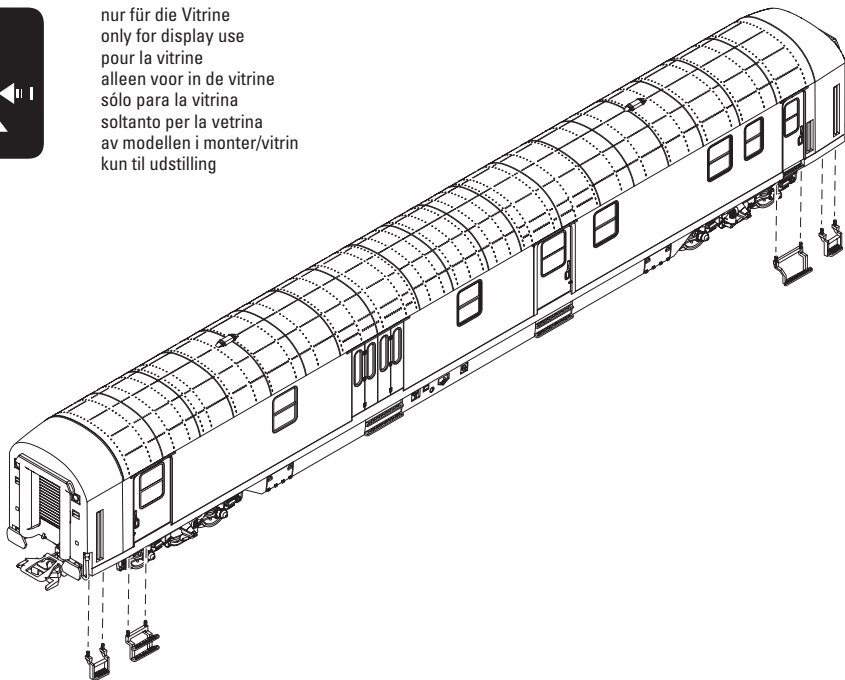 nur für die Vitrine
only for display use
pour la vitrine
alleen voor in de vitrine
sólo para la vitrina
soltanto per la vetrina
av modellen i monter/vitrin
kun til udstilling